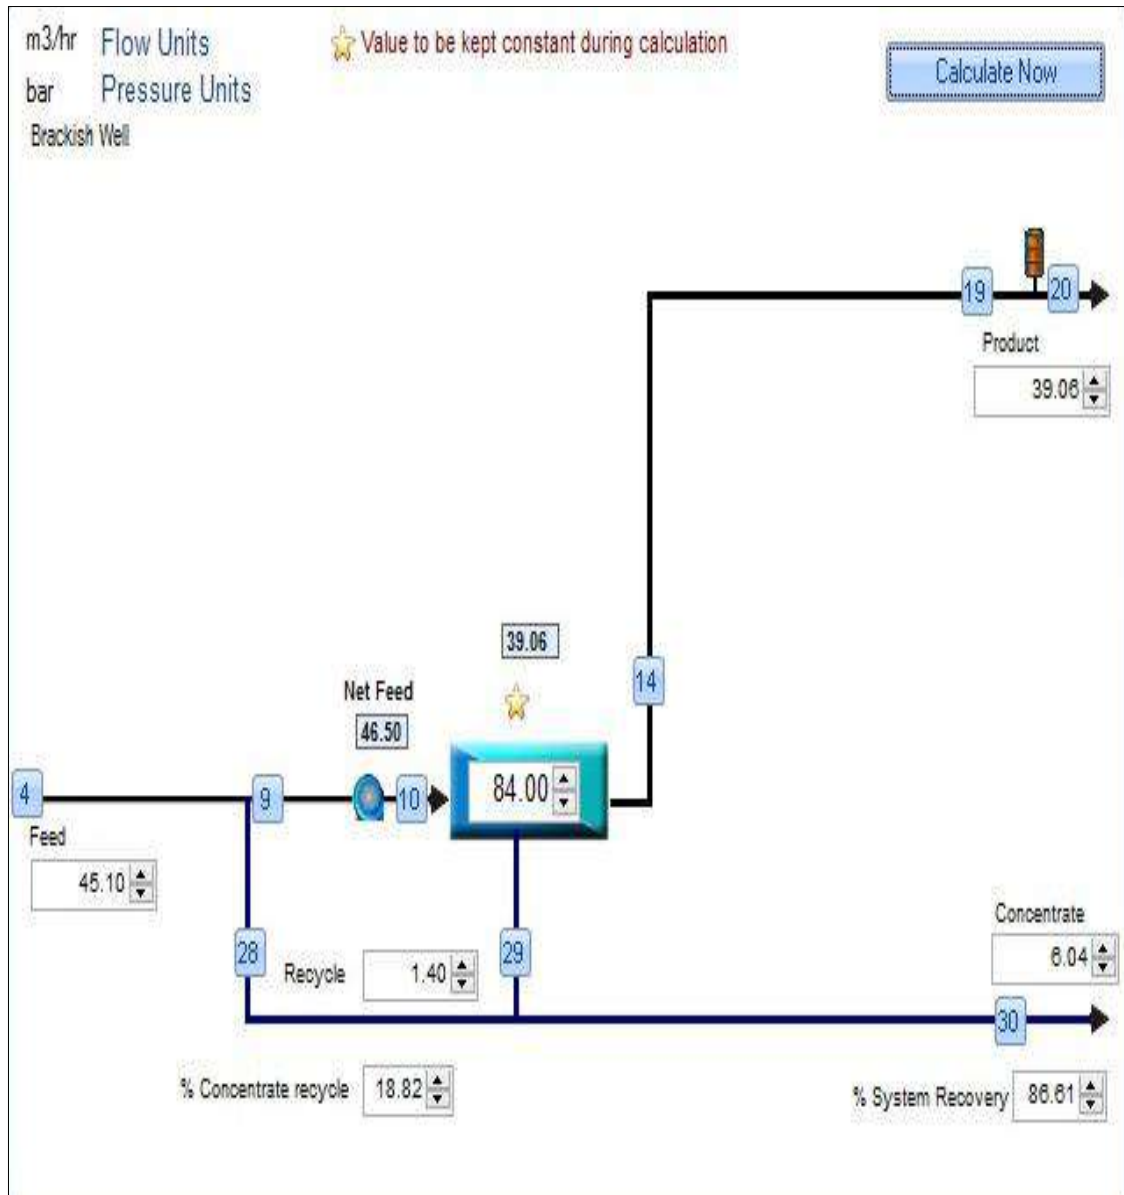 m3/hr Flow Units
Value to be kept constant during calculation
Calculate Now
bar Pressure Units
Brackish Well
19
20
Product
39.06
39.06
14
Net Feed
46.50
4
9
10
84.00
Feed
45.10
Concentrate
28
Recycle
1.40
29
6.04
30
% Concentrate recycle 18.82
% System Recovery 86.61